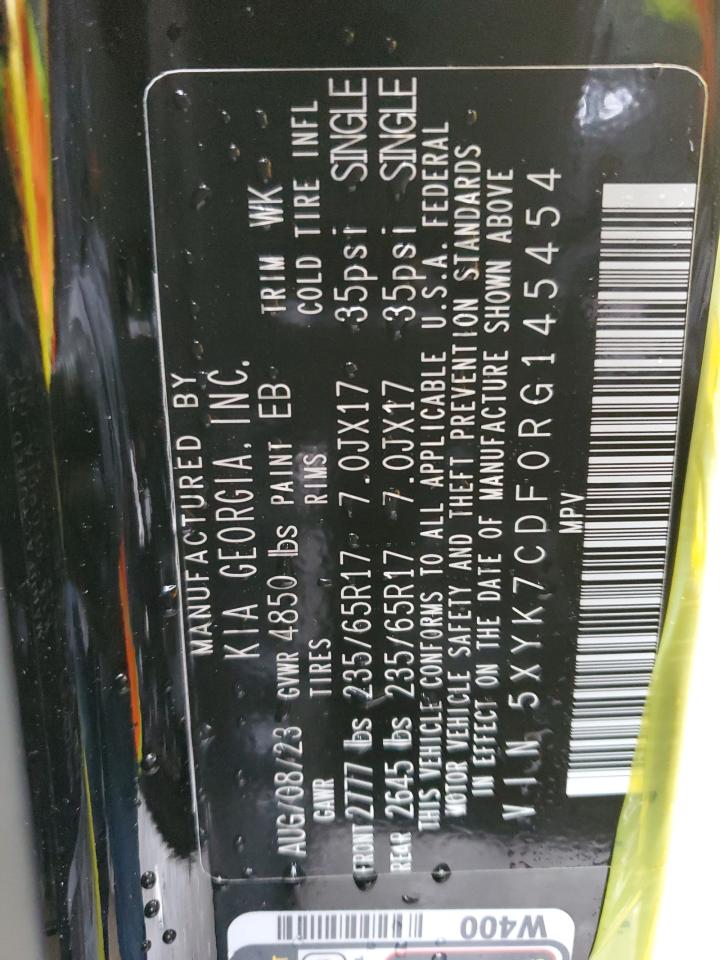 MANUFACTURED BY
KIA GEORGIA, INC.
AUG/08/23 GVWR 4850 lbs PAINT EB TRIM WK
GAWR TIRES RIMS COLD TIRE INFL
FRONT 2777 lbs 235/65R17 7.0JX17 35psi SINGLE
REAR 2645 lbs 235/65R17 7.0JX17 35psi SINGLE
THIS VEHICLE CONFORMS TO ALL APPLICABLE U.S.A. FEDERAL
MOTOR VEHICLE SAFETY AND THEFT PREVENTION STANDARDS
IN EFFECT ON THE DATE OF MANUFACTURE SHOWN ABOVE
VIN 5XYK7CDF0RG145454
MPV
W400